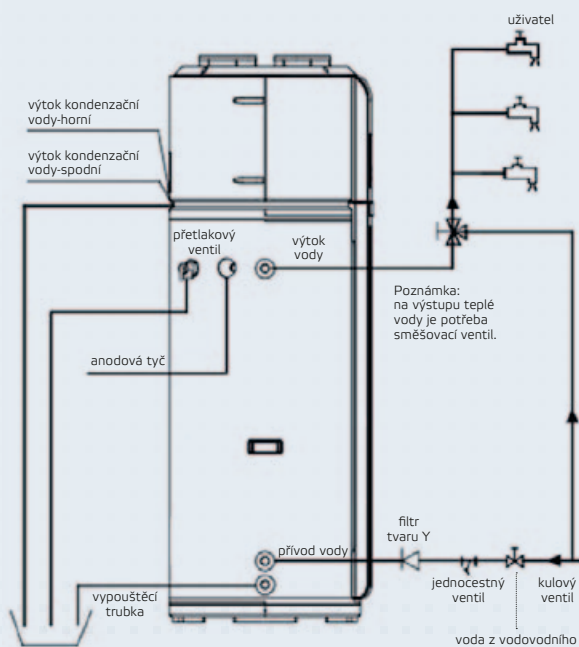 uživatel
výtok kondenzační
vody-horní
výtok kondenzační
vody-spodní
přetlakový
ventil
výtok
vody
Poznámka:
na výstupu teplé
vody je potřeba
směšovací ventil.
anodová tyč
filtr
tvaru Y
přívod vody
vypouštěcí
trubka
jednocestný
ventil
kulový
ventil
voda z vodovodního